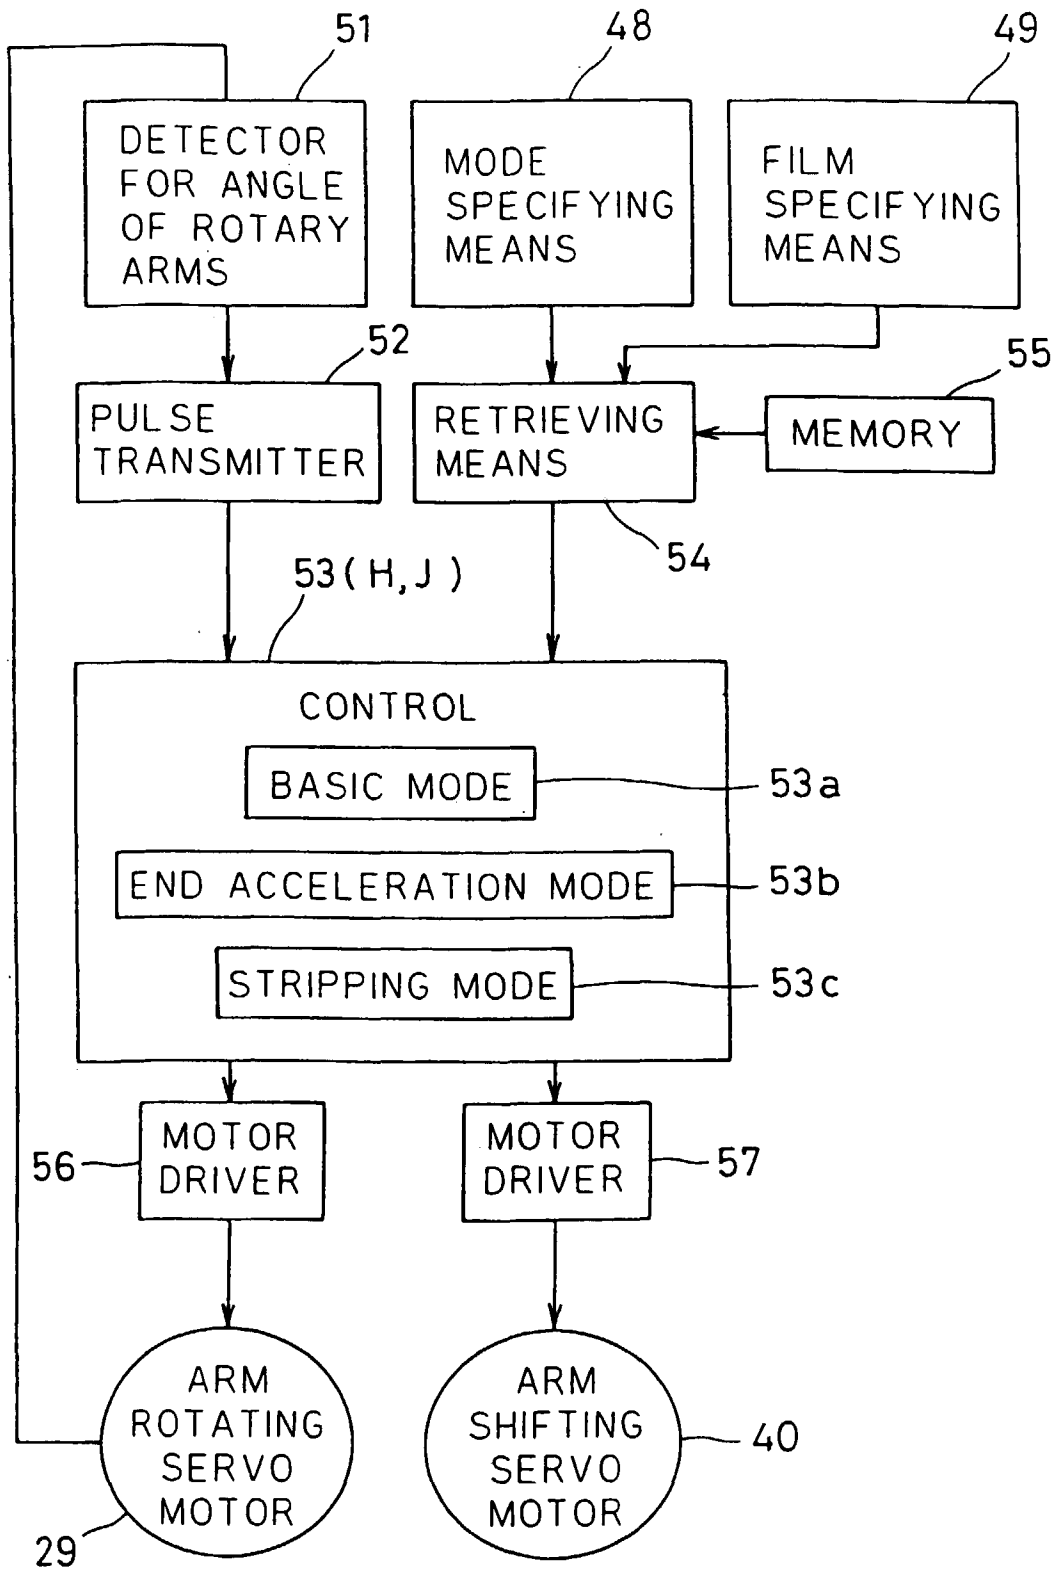 51
48
49
DETECTOR
FOR ANGLE
OF ROTARY
ARMS
MODE
SPECIFYING
MEANS
FILM
SPECIFYING
MEANS
52
55
PULSE
TRANSMITTER
RETRIEVING
MEANS
MEMORY
54
53(H,J)
CONTROL
BASIC MODE
53a
END ACCELERATION MODE
53b
STRIPPING MODE
53c
MOTOR
DRIVER
56
MOTOR
DRIVER
57
ARM
ROTATING
SERVO
MOTOR
29
ARM
SHIFTING
SERVO
MOTOR
40